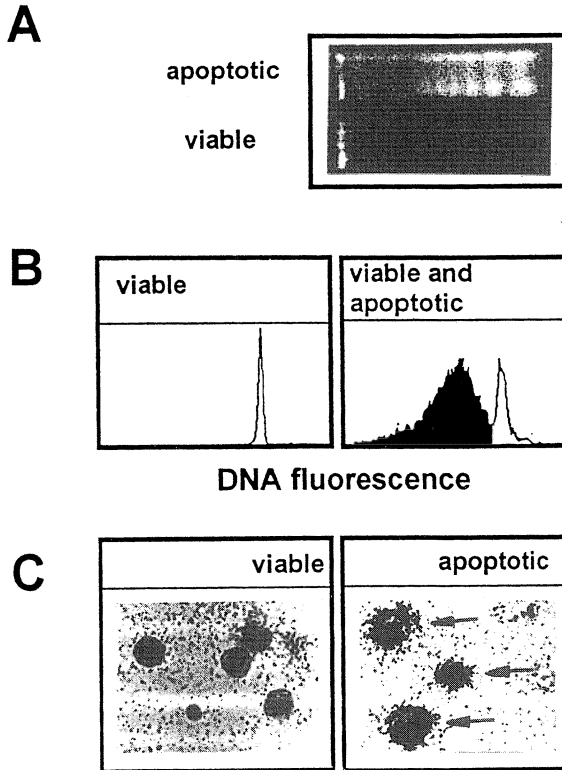 A
apoptotic
viable
B
viable
viable and
apoptotic
DNA fluorescence
C
viable
apoptotic